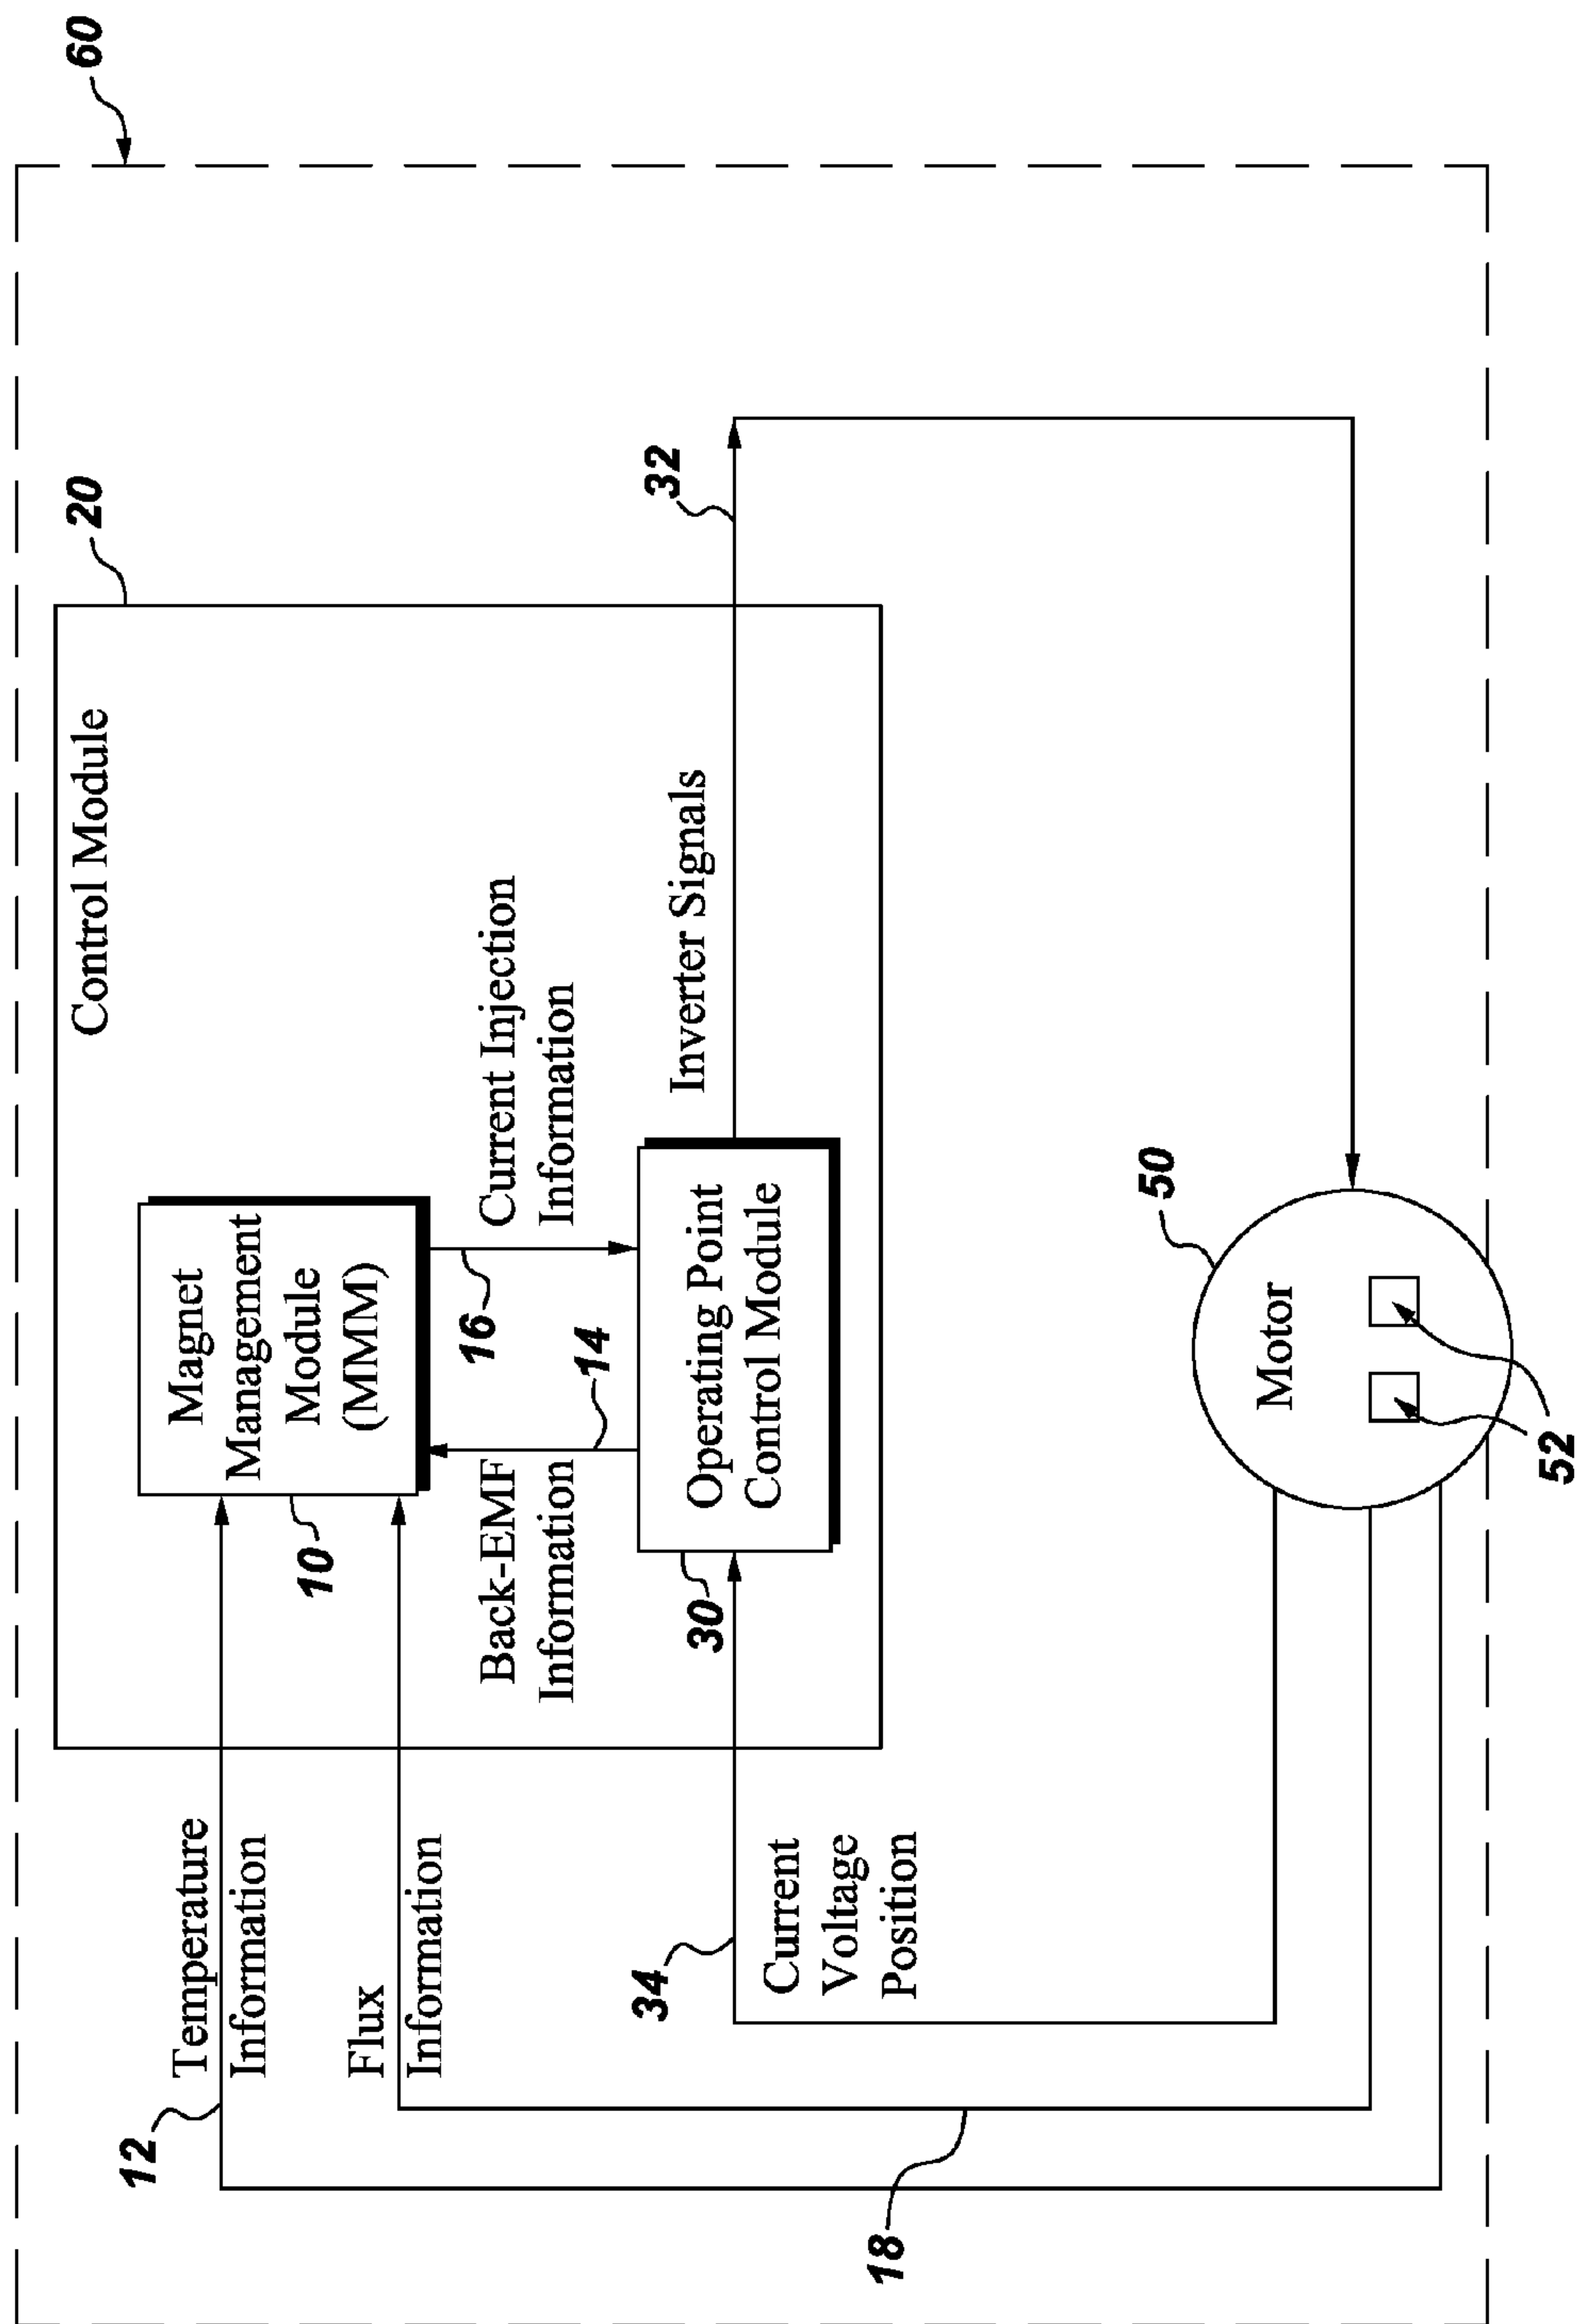 60
20
Control Module
12
Temperature
Information
Magnet
Management
Module
(MMM)
10
Flux
Information
Current Injection
Information
16
Back-EMF
Information
14
32
Inverter Signals
Operating Point
Control Module
30
34
Current
Voltage
Position
18
50
Motor
52